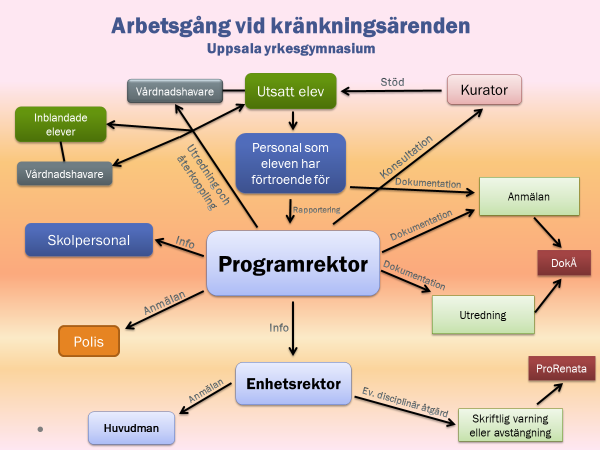 Arbetsgång vid kränkningsärenden
Uppsala yrkesgymnasium
Vårdnadshavare
Utsatt elev
Stöd
Kurator
Inblandade
elever
Vårdnadshavare
Utredning och
återkoppling
Personal som
eleven har
förtroende för
Konsultation
Dokumentation
Anmälan
Rapportering
Dokumentation
Skolpersonal
Info
Programrektor
Dokumentation
DokÄ
Anmälan
Utredning
Polis
Info
Enhetsrektor
ProRenata
Anmälan
Ev. disciplinär åtgärd
Huvudman
Skriftlig varning
eller avstängning